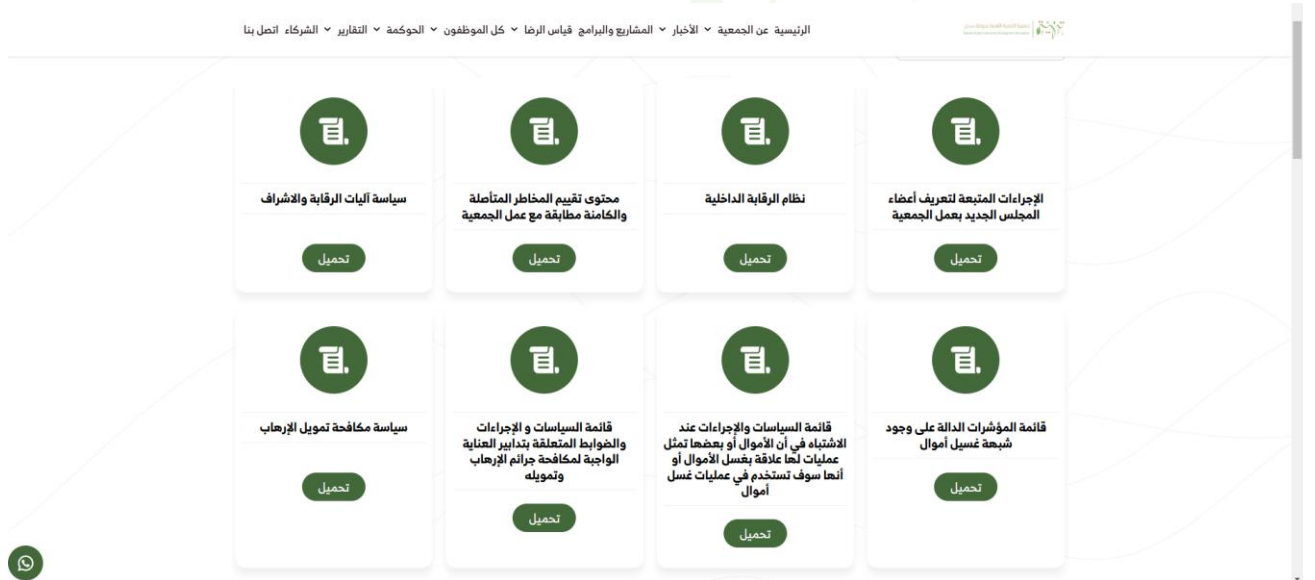 الرئيسية عن الجمعية الأخبار المشاريع والبرامج قياس الرضا كل الموظفون الحوكمة التقارير الشركاء اتصل بنا
الإجراءات المتبعة لتعريف أعضاء
المجلس الجديد بعمل الجمعية
تحميل
نظام الرقابة الداخلية
تحميل
محتوى تقييم المخاطر المتأصلة
والكامنة مطابقة مع عمل الجمعية
تحميل
سياسة آليات الرقابة والاشراف
تحميل
قائمة المؤشرات الدالة على وجود
شبهة غسيل أموال
تحميل
قائمة السياسات والإجراءات عند
الاشتباه في أن الأموال أو بعضها تمثل
عمليات لها علاقة بغسل الأموال أو
أنها سوف تستخدم في عمليات غسل
أموال
تحميل
قائمة السياسات و الإجراءات
والضوابط المتعلقة بتدابير العناية
الواجبة لمكافحة جرائم الإرهاب
وتمويله
تحميل
سياسة مكافحة تمويل الإرهاب
تحميل